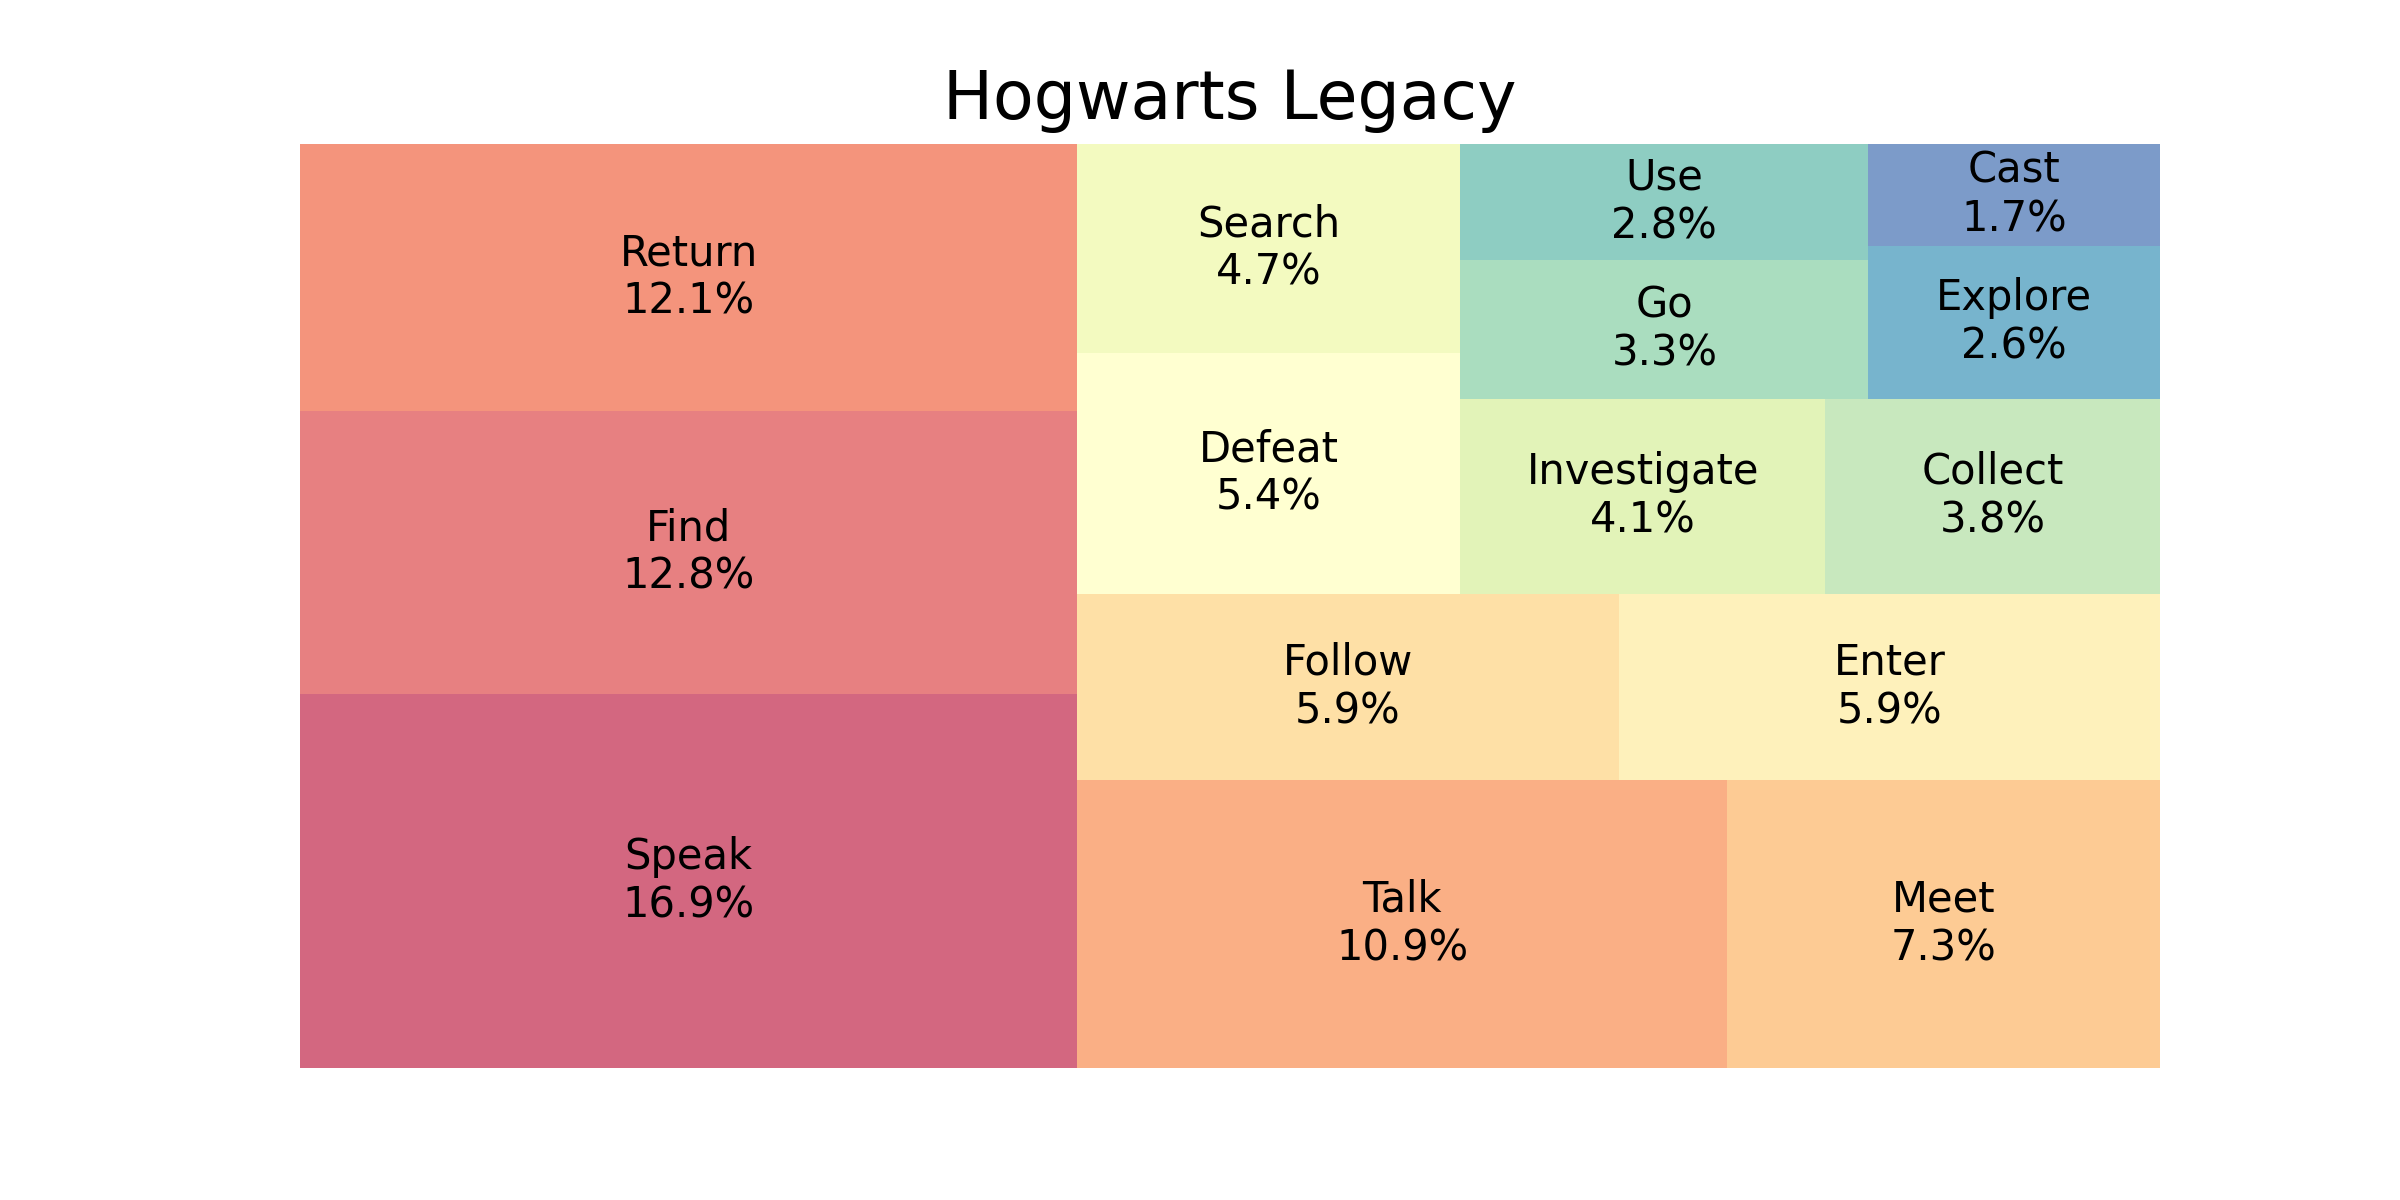 Hogwarts Legacy
Return
12.1%
Find
12.8%
Speak
16.9%
Search
4.7%
Defeat
5.4%
Use
2.8%
Go
3.3%
Cast
1.7%
Explore
2.6%
Investigate
4.1%
Collect
3.8%
Follow
5.9%
Enter
5.9%
Talk
10.9%
Meet
7.3%